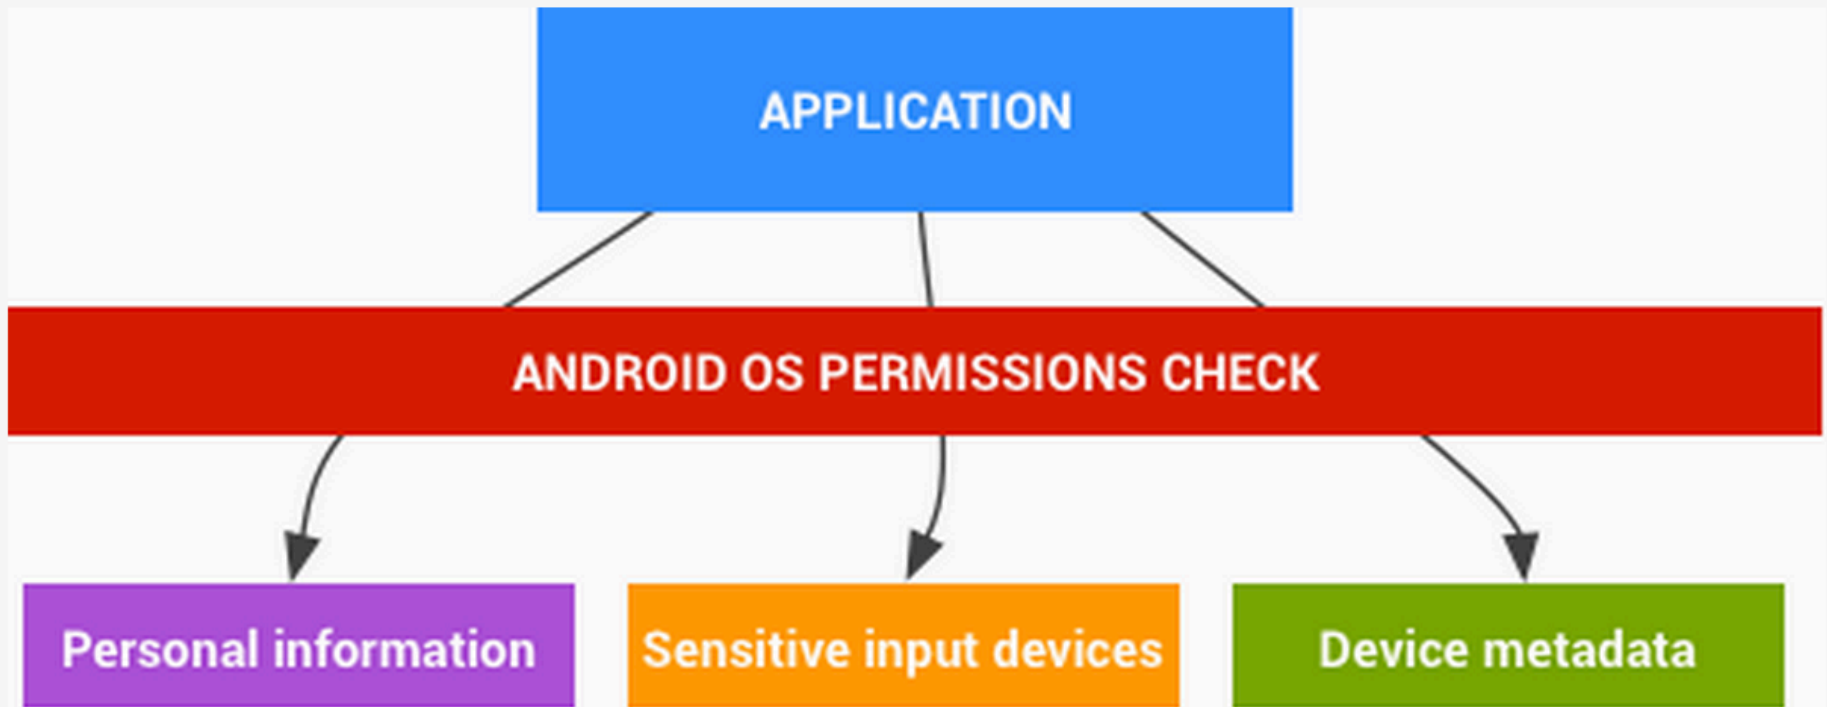 APPLICATION
ANDROID OS PERMISSIONS CHECK
Personal information
Sensitive input devices
Device metadata